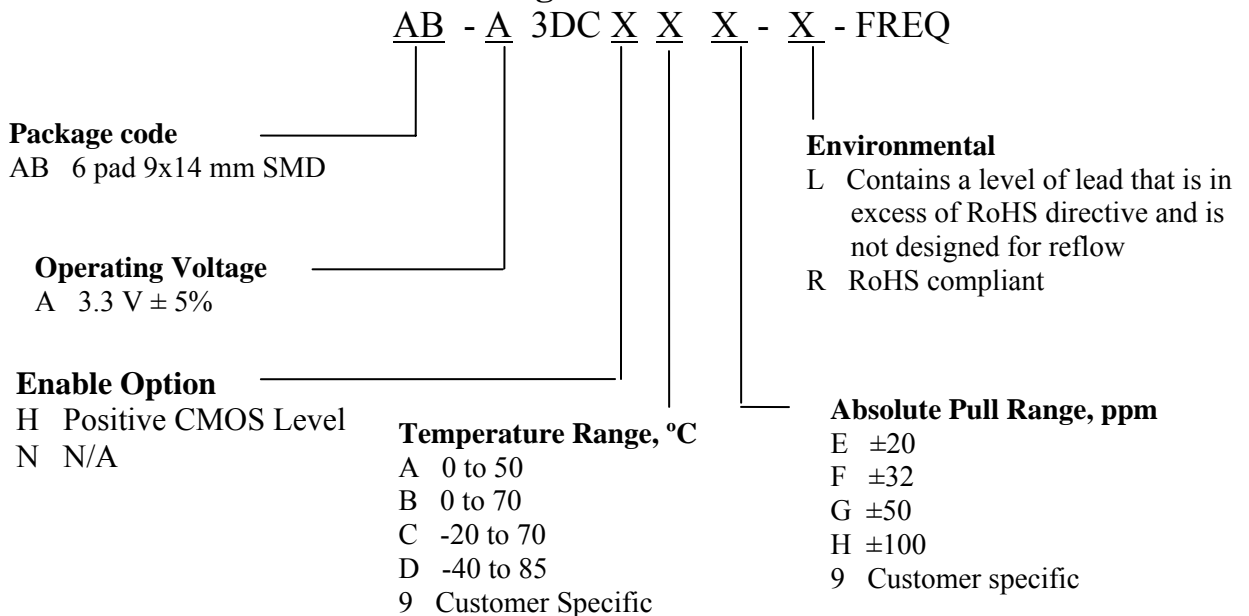 AB - A 3DC X X X - X - FREQ
Package code
AB 6 pad 9x14 mm SMD
Operating Voltage
A 3.3 V ± 5%
Enable Option
H Positive CMOS Level
N N/A
Temperature Range, ºC
A 0 to 50
B 0 to 70
C -20 to 70
D -40 to 85
9 Customer Specific
Environmental
L Contains a level of lead that is in
excess of RoHS directive and is
not designed for reflow
R RoHS compliant
Absolute Pull Range, ppm
E ±20
F ±32
G ±50
H ±100
9 Customer specific